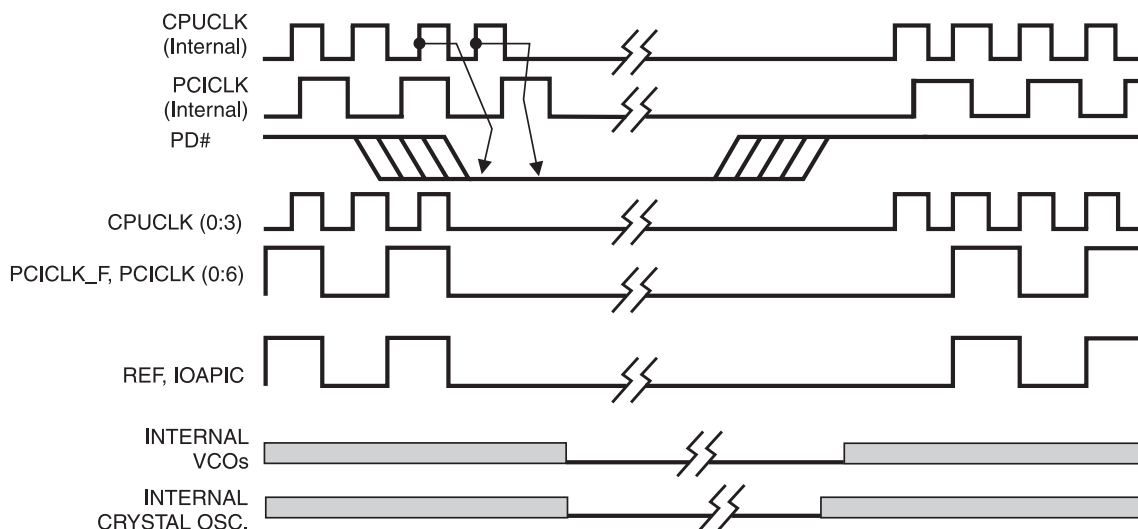 CPUCLK
(Internal)
PCICLK
(Internal)
PD#
CPUCLK (0:3)
PCICLK_F, PCICLK (0:6)
REF, IOAPIC
INTERNAL
VCOs
INTERNAL
CRYSTAL OSC.